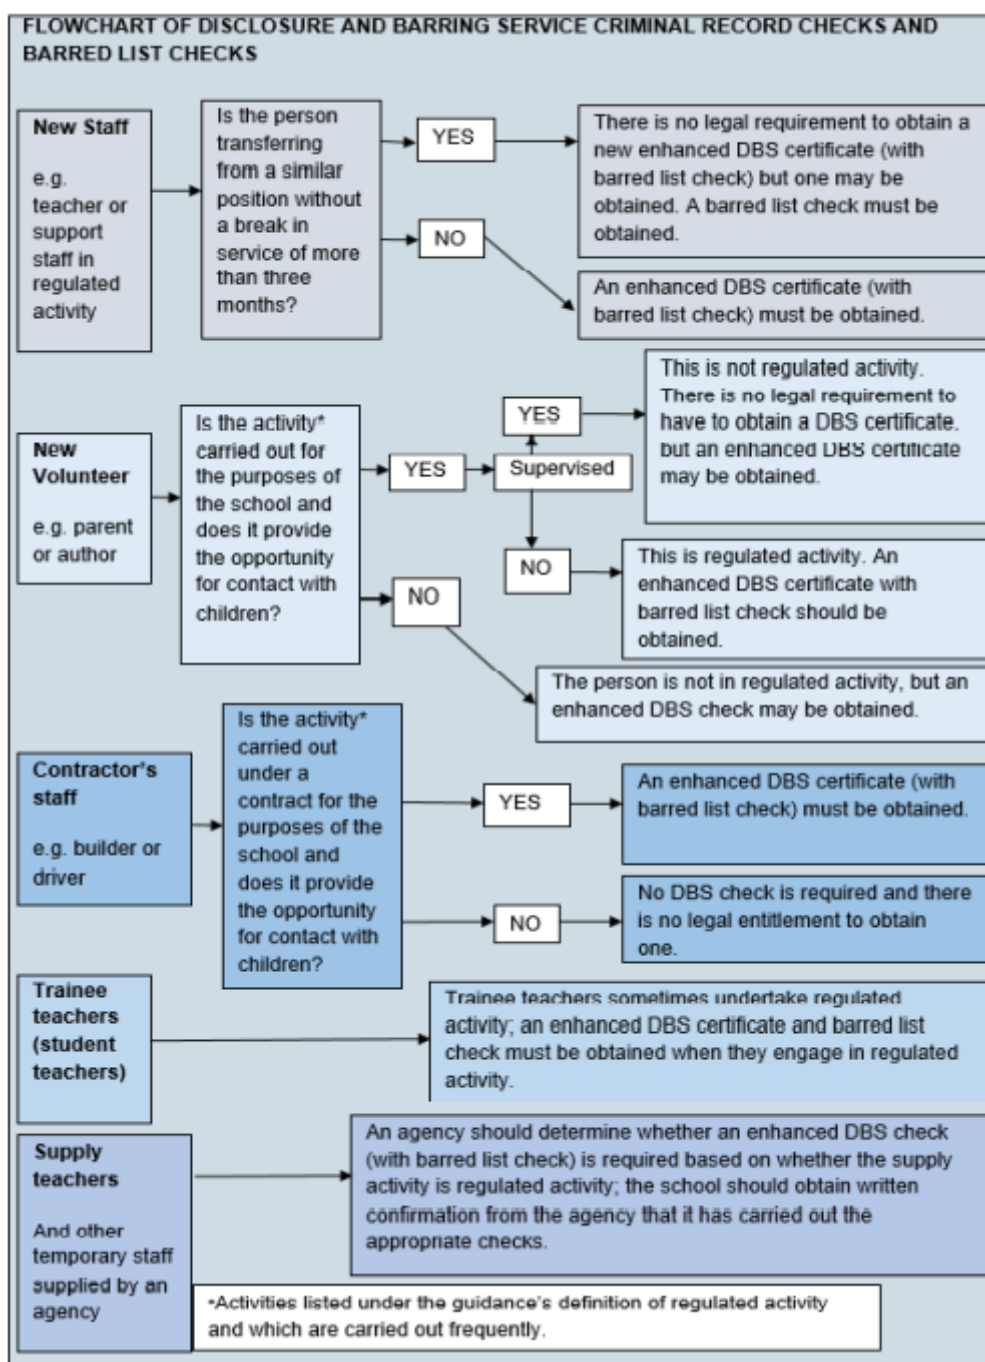 FLOWCHART OF DISCLOSURE AND BARRING SERVICE CRIMINAL RECORD CHECKS AND
BARRED LIST CHECKS
New Staff
e.g.
teacher or
support
staff in
regulated
activity
Is the person
transferring
from a similar
position without
a break in
service of more
than three
months?
YES
There is no legal requirement to obtain a
new enhanced DBS certificate (with
barred list check) but one may be
obtained. A barred list check must be
obtained.
NO
An enhanced DBS certificate (with
barred list check) must be obtained.
New
Volunteer
e.g. parent
or author
Is the activity*
carried out for
the purposes of
the school and
does it provide
the opportunity
for contact with
children?
YES
Supervised
YES
This is not regulated activity.
There is no legal requirement to
have to obtain a DBS certificate,
but an enhanced DBS certificate
may be obtained.
NO
This is regulated activity. An
enhanced DBS certificate with
barred list check should be
obtained.
NO
The person is not in regulated activity, but an
enhanced DBS check may be obtained.
Contractor's
staff
e.g. builder or
driver
Is the activity*
carried out
under a
contract for the
purposes of the
school and
does it provide
the opportunity
for contact with
children?
YES
An enhanced DBS certificate (with
barred list check) must be obtained.
NO
No DBS check is required and there
is no legal entitlement to obtain
one.
Trainee
teachers
(student
teachers)
Trainee teachers sometimes undertake regulated
activity; an enhanced DBS certificate and barred list
check must be obtained when they engage in regulated
activity.
Supply
teachers
And other
temporary staff
supplied by an
agency
An agency should determine whether an enhanced DBS check
(with barred list check) is required based on whether the supply
activity is regulated activity; the school should obtain written
confirmation from the agency that it has carried out the
appropriate checks.
*Activities listed under the guidance's definition of regulated activity
and which are carried out frequently.